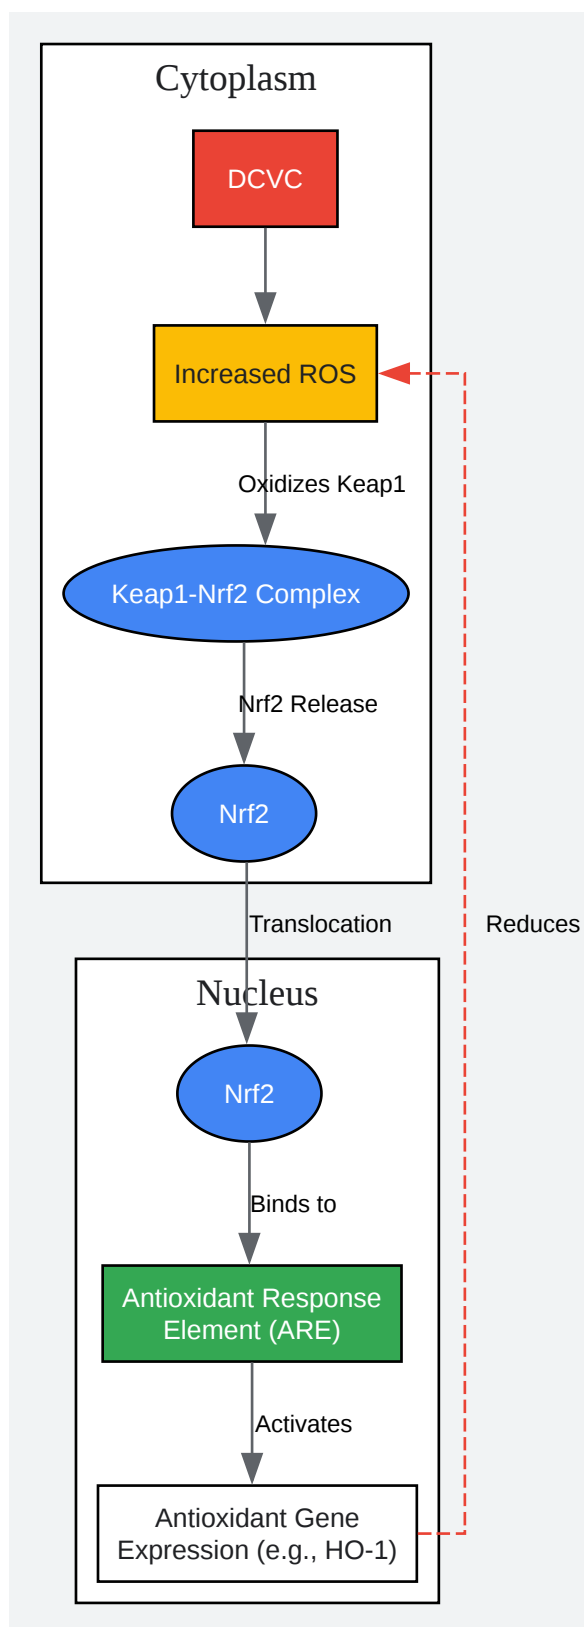 Cytoplasm
DCVC
Increased ROS
Oxidizes Keap1
Keap1-Nrf2 Complex
Nrf2 Release
Nrf2
Translocation
Reduces
Nucleus
Nrf2
Binds to
Antioxidant Response
Element (ARE)
Activates
Antioxidant Gene
Expression (e.g., HO-1)